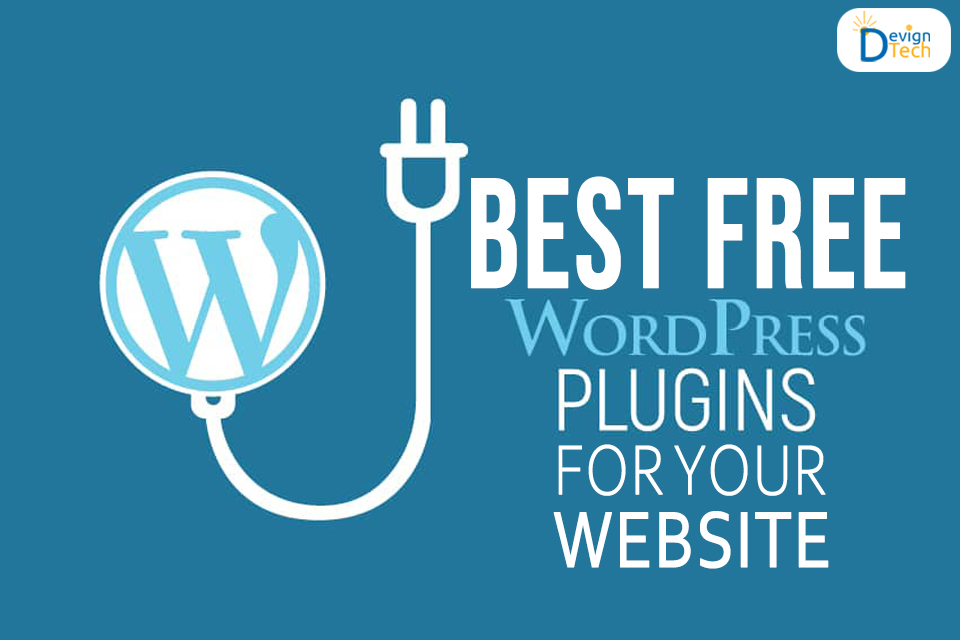 Devign
Tech
W
BEST FREE
WORDPRESS
PLUGINS
FOR YOUR
WEBSITE